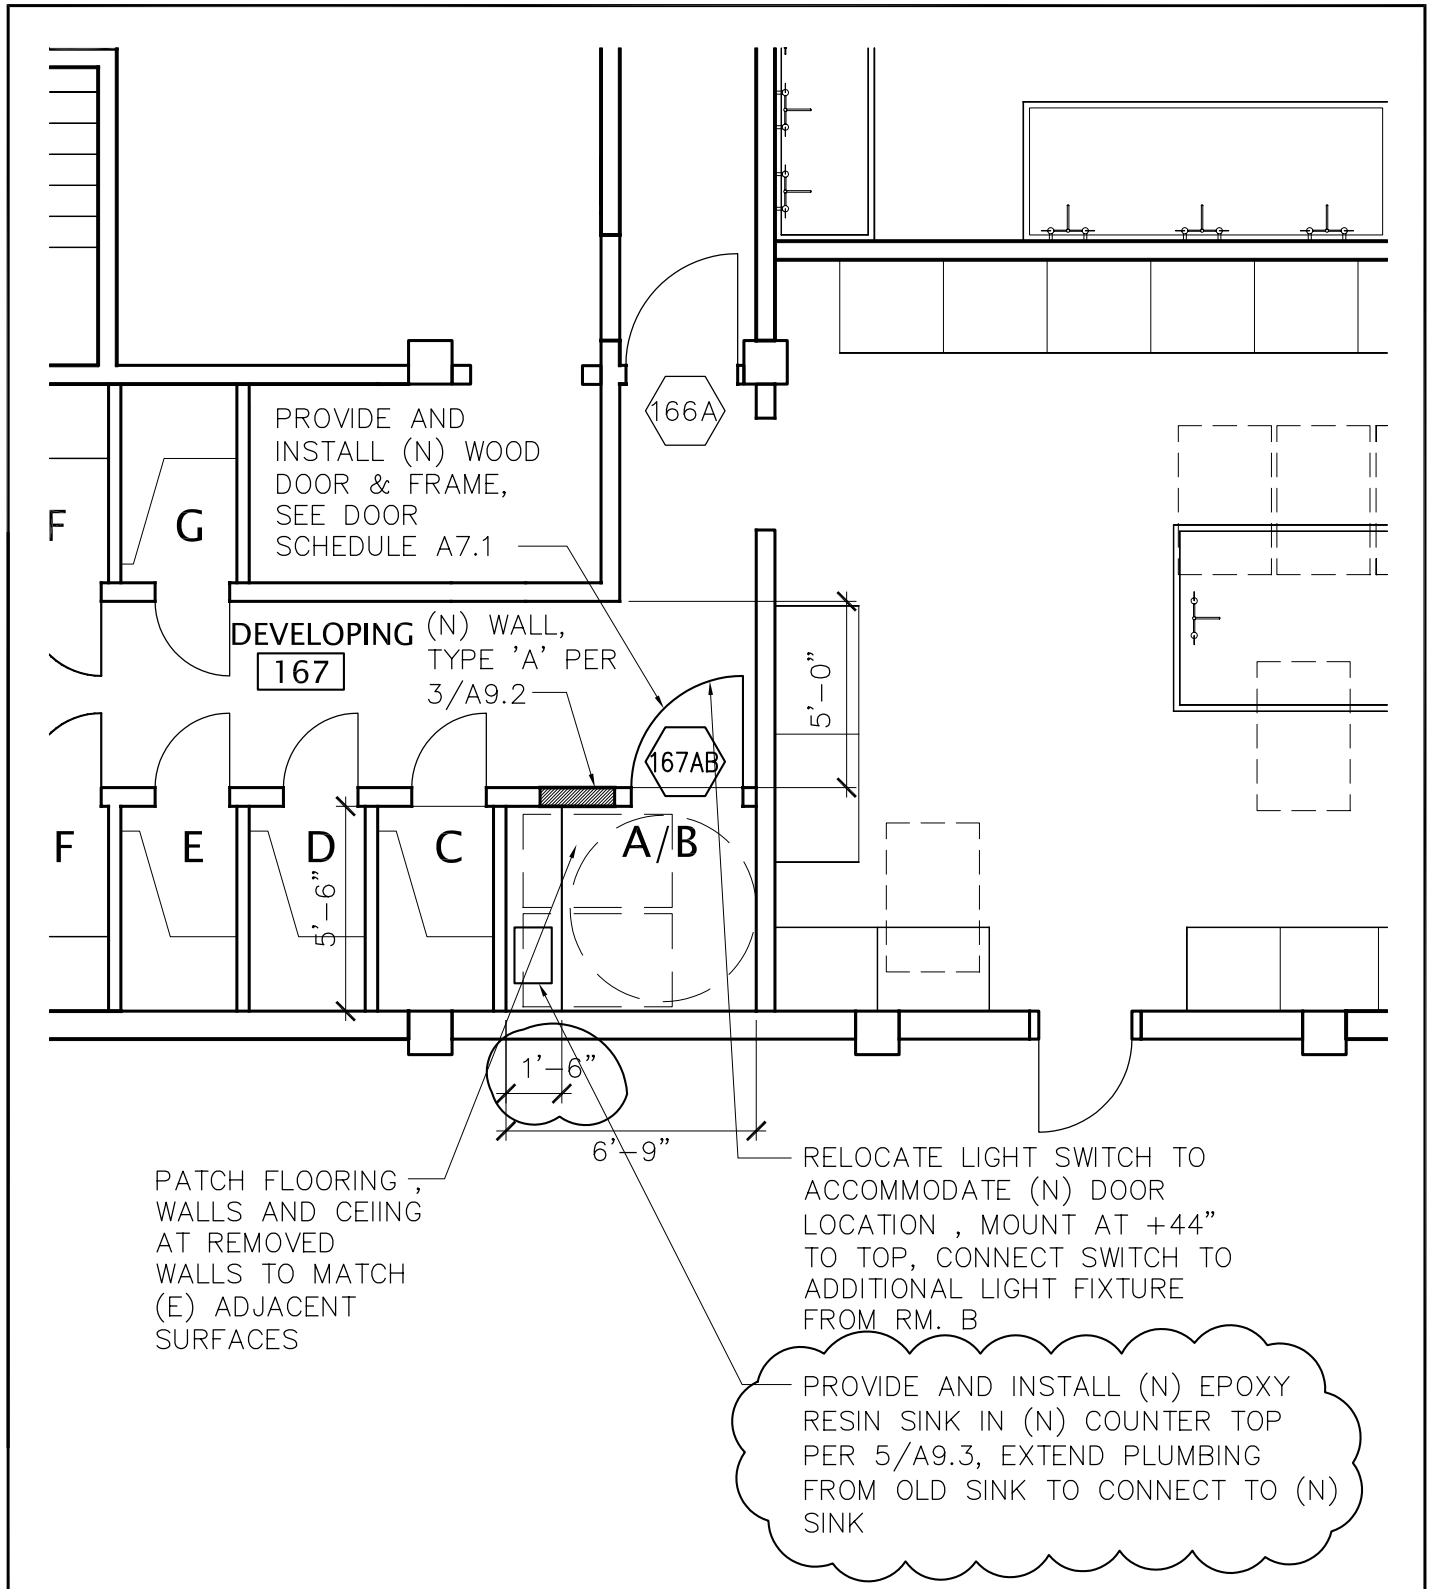 166A
PROVIDE AND
INSTALL (N) WOOD
DOOR & FRAME,
SEE DOOR
SCHEDULE A7.1
F
G
DEVELOPING
167
(N) WALL,
TYPE 'A' PER
3/A9.2
5'-0"
167AB
F
E
D
C
A/B
5'-6"
1'-6"
6'-9"
PATCH FLOORING ,
WALLS AND CEIING
AT REMOVED
WALLS TO MATCH
(E) ADJACENT
SURFACES
RELOCATE LIGHT SWITCH TO
ACCOMMODATE (N) DOOR
LOCATION , MOUNT AT +44"
TO TOP, CONNECT SWITCH TO
ADDITIONAL LIGHT FIXTURE
FROM RM. B
PROVIDE AND INSTALL (N) EPOXY
RESIN SINK IN (N) COUNTER TOP
PER 5/A9.3, EXTEND PLUMBING
FROM OLD SINK TO CONNECT TO (N)
SINK